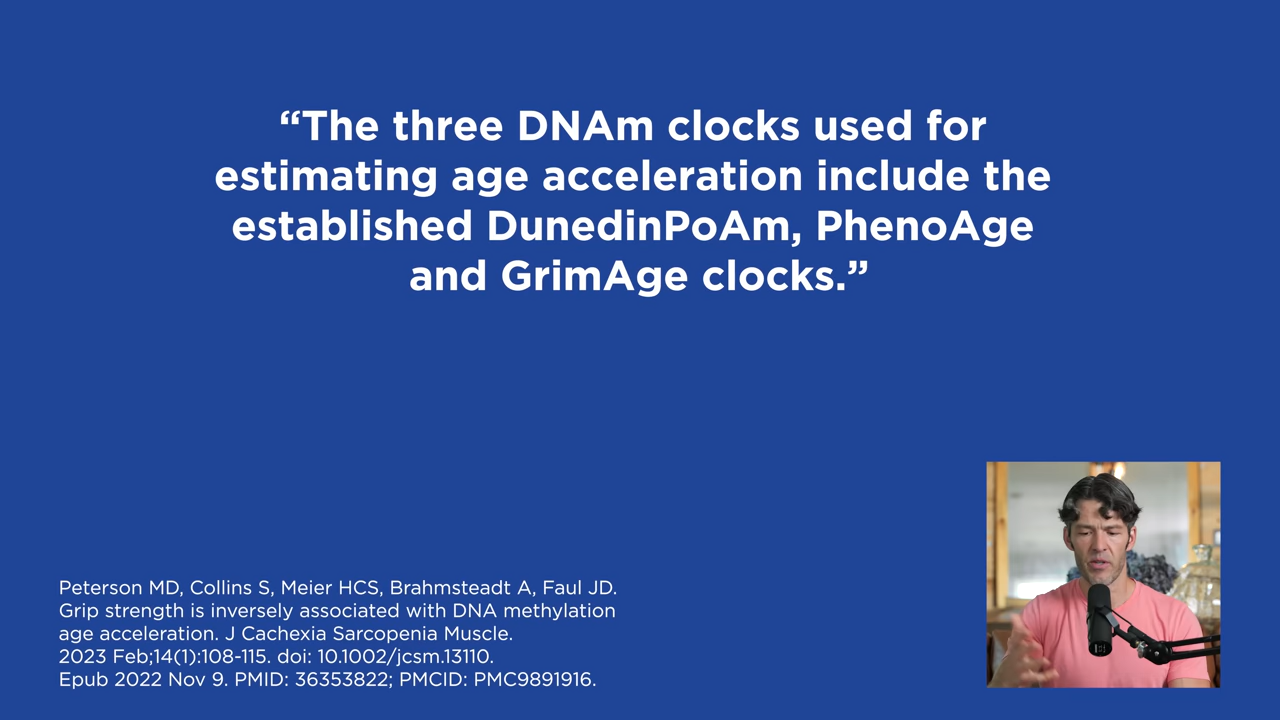 “The three DNAm clocks used for
estimating age acceleration include the
established DunedinPoAm, PhenoAge
and GrimAge clocks.”
Peterson MD, Collins S, Meier HCS, Brahmsteadt A, Faul JD.
Grip strength is inversely associated with DNA methylation
age acceleration. J Cachexia Sarcopenia Muscle.
2023 Feb;14(1):108-115. doi: 10.1002/jcsm.13110.
Epub 2022 Nov 9. PMID: 36353822; PMCID: PMC9891916.